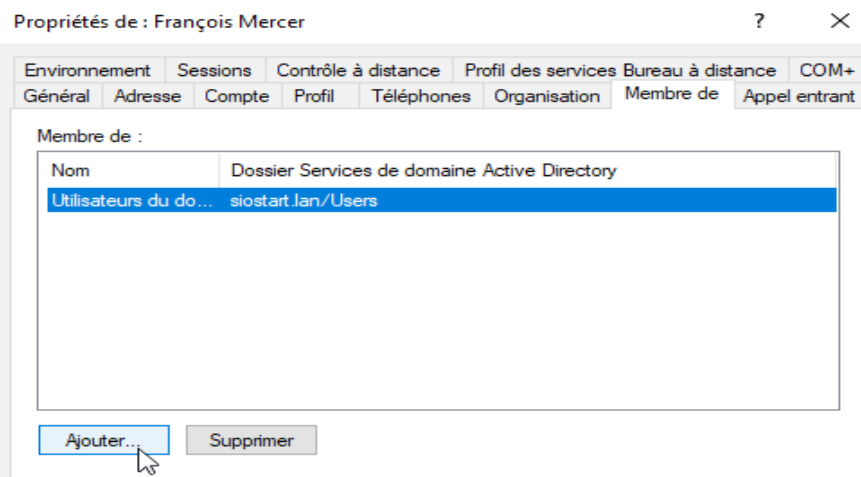 Propriétés de : François Mercer ? ×
Environnement Sessions Contrôle à distance Profil des services Bureau à distance COM+
Général Adresse Compte Profil Téléphones Organisation Membre de Appel entrant
Membre de :
Nom Dossier Services de domaine Active Directory
Utilisateurs du do... siostart.lan/Users
Ajouter... Supprimer